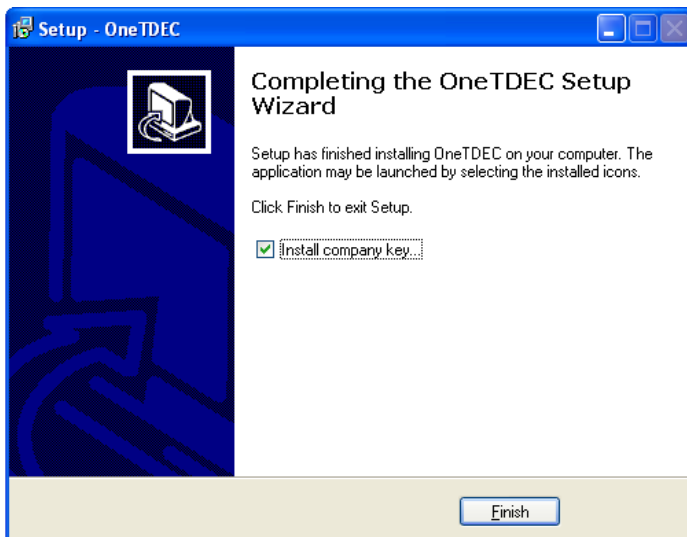 Setup - OneTDEC
Completing the OneTDEC Setup
Wizard
Setup has finished installing OneTDEC on your computer. The
application may be launched by selecting the installed icons.
Click Finish to exit Setup.
Install company key...
Finish